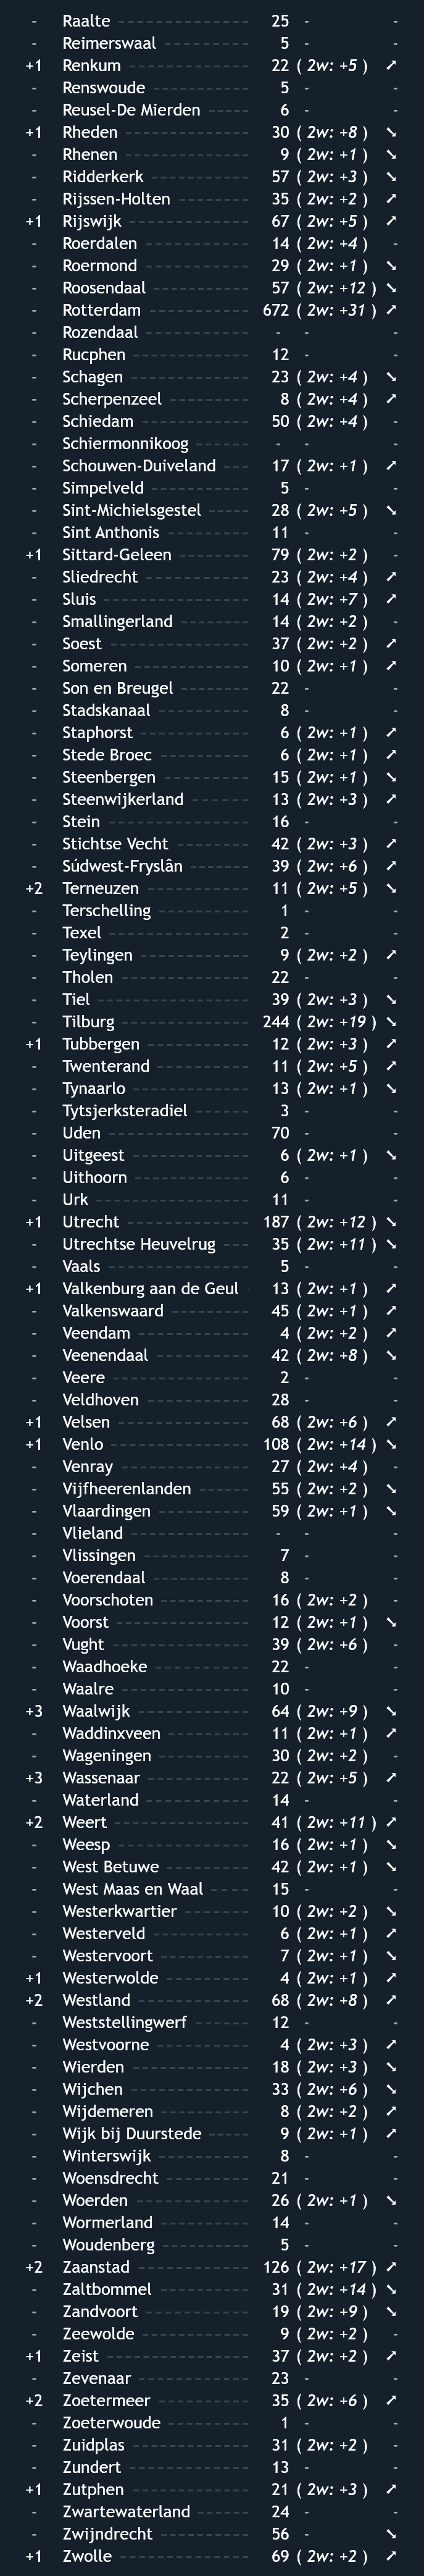 - Raalte 25 - -
- Reimerswaal 5 - -
+1 Renkum 22 ( 2w: +5 ) ➚
- Renswoude 5 - -
- Reusel-De Mierden 6 - -
+1 Rheden 30 ( 2w: +8 ) ➘
- Rhenen 9 ( 2w: +1 ) ➘
- Ridderkerk 57 ( 2w: +3 ) ➘
- Rijssen-Holten 35 ( 2w: +2 ) ➚
+1 Rijswijk 67 ( 2w: +5 ) ➚
- Roerdalen 14 ( 2w: +4 ) -
- Roermond 29 ( 2w: +1 ) ➘
- Roosendaal 57 ( 2w: +12 ) ➘
- Rotterdam 672 ( 2w: +31 ) ➚
- Rozendaal - - -
- Rucphen 12 - -
- Schagen 23 ( 2w: +4 ) ➘
- Scherpenzeel 8 ( 2w: +4 ) ➚
- Schiedam 50 ( 2w: +4 ) -
- Schiermonnikoog - - -
- Schouwen-Duiveland 17 ( 2w: +1 ) ➚
- Simpelveld 5 - -
- Sint-Michielsgestel 28 ( 2w: +5 ) ➘
- Sint Anthonis 11 - -
+1 Sittard-Geleen 79 ( 2w: +2 ) -
- Sliedrecht 23 ( 2w: +4 ) ➚
- Sluis 14 ( 2w: +7 ) ➚
- Smallingerland 14 ( 2w: +2 ) -
- Soest 37 ( 2w: +2 ) ➚
- Someren 10 ( 2w: +1 ) ➚
- Son en Breugel 22 - -
- Stadskanaal 8 - -
- Staphorst 6 ( 2w: +1 ) ➚
- Stede Broec 6 ( 2w: +1 ) ➚
- Steenbergen 15 ( 2w: +1 ) ➘
- Steenwijkerland 13 ( 2w: +3 ) ➚
- Stein 16 - -
- Stichtse Vecht 42 ( 2w: +3 ) ➚
- Súdwest-Fryslân 39 ( 2w: +6 ) ➚
+2 Terneuzen 11 ( 2w: +5 ) ➘
- Terschelling 1 - -
- Texel 2 - -
- Teylingen 9 ( 2w: +2 ) ➚
- Tholen 22 - -
- Tiel 39 ( 2w: +3 ) ➘
- Tilburg 244 ( 2w: +19 ) ➘
+1 Tubbergen 12 ( 2w: +3 ) ➚
- Twenterand 11 ( 2w: +5 ) ➚
- Tynaarlo 13 ( 2w: +1 ) ➘
- Tytsjerksteradiel 3 - -
- Uden 70 - -
- Uitgeest 6 ( 2w: +1 ) ➘
- Uithoorn 6 - -
- Urk 11 - -
+1 Utrecht 187 ( 2w: +12 ) ➘
- Utrechtse Heuvelrug 35 ( 2w: +11 ) ➘
- Vaals 5 - -
+1 Valkenburg aan de Geul 13 ( 2w: +1 ) ➚
- Valkenswaard 45 ( 2w: +1 ) ➚
- Veendam 4 ( 2w: +2 ) ➚
- Veenendaal 42 ( 2w: +8 ) ➘
- Veere 2 - -
- Veldhoven 28 - -
+1 Velsen 68 ( 2w: +6 ) ➚
+1 Venlo 108 ( 2w: +14 ) ➘
- Venray 27 ( 2w: +4 ) -
- Vijfheerenlanden 55 ( 2w: +2 ) ➘
- Vlaardingen 59 ( 2w: +1 ) ➘
- Vlieland - - -
- Vlissingen 7 - -
- Voerendaal 8 - -
- Voorschoten 16 ( 2w: +2 ) -
- Voorst 12 ( 2w: +1 ) ➘
- Vught 39 ( 2w: +6 ) -
- Waadhoeke 22 - -
- Waalre 10 - -
+3 Waalwijk 64 ( 2w: +9 ) ➘
- Waddinxveen 11 ( 2w: +1 ) ➚
- Wageningen 30 ( 2w: +2 ) -
+3 Wassenaar 22 ( 2w: +5 ) ➚
- Waterland 14 - -
+2 Weert 41 ( 2w: +11 ) ➚
- Weesp 16 ( 2w: +1 ) ➘
- West Betuwe 42 ( 2w: +1 ) ➘
- West Maas en Waal 15 - -
- Westerkwartier 10 ( 2w: +2 ) ➘
- Westerveld 6 ( 2w: +1 ) ➚
- Westervoort 7 ( 2w: +1 ) ➘
+1 Westerwolde 4 ( 2w: +1 ) ➚
+2 Westland 68 ( 2w: +8 ) ➚
- Weststellingwerf 12 - -
- Westvoorne 4 ( 2w: +3 ) ➚
- Wierden 18 ( 2w: +3 ) ➘
- Wijchen 33 ( 2w: +6 ) ➘
- Wijdemeren 8 ( 2w: +2 ) ➚
- Wijk bij Duurstede 9 ( 2w: +1 ) ➚
- Winterswijk 8 - -
- Woensdrecht 21 - -
- Woerden 26 ( 2w: +1 ) ➘
- Wormerland 14 - -
- Woudenberg 5 - -
+2 Zaanstad 126 ( 2w: +17 ) ➚
- Zaltbommel 31 ( 2w: +14 ) ➘
- Zandvoort 19 ( 2w: +9 ) ➘
- Zeewolde 9 ( 2w: +2 ) -
+1 Zeist 37 ( 2w: +2 ) ➚
- Zevenaar 23 - -
+2 Zoetermeer 35 ( 2w: +6 ) ➚
- Zoeterwoude 1 - -
- Zuidplas 31 ( 2w: +2 ) -
- Zundert 13 - -
+1 Zutphen 21 ( 2w: +3 ) ➚
- Zwartewaterland 24 - -
- Zwijndrecht 56 - ➘
+1 Zwolle 69 ( 2w: +2 ) ➚